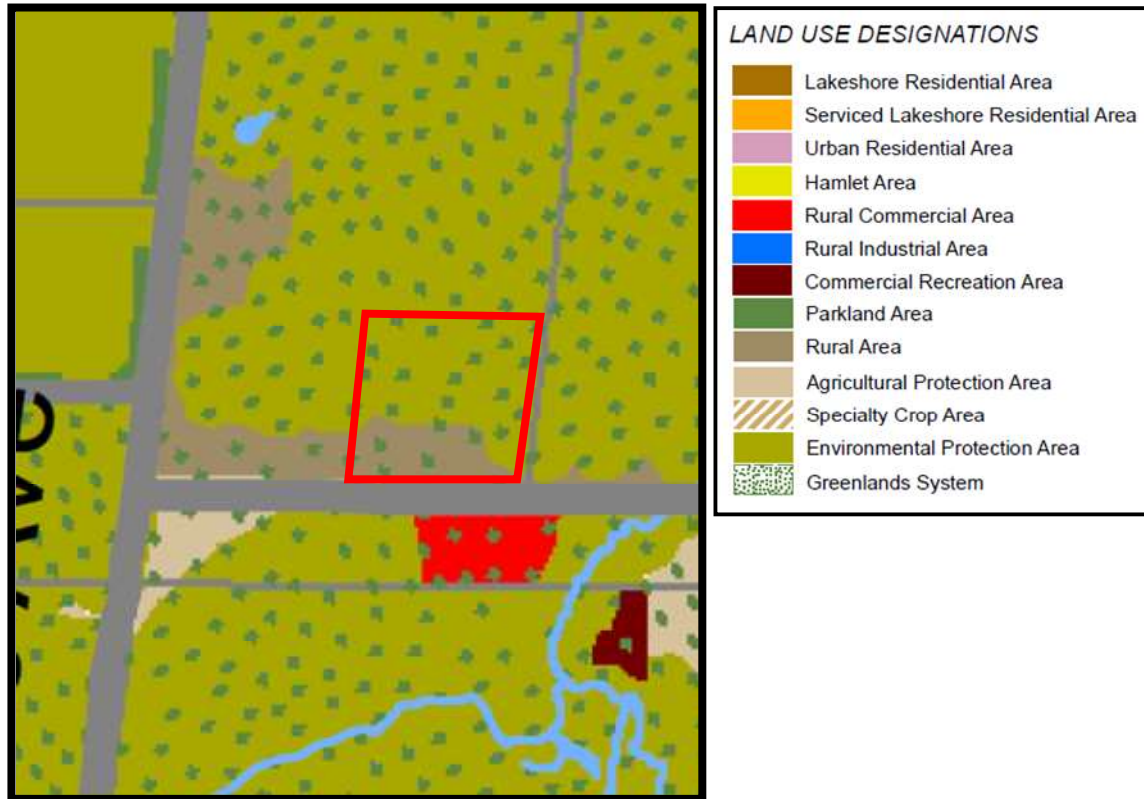 LAND USE DESIGNATIONS
Lakeshore Residential Area
Serviced Lakeshore Residential Area
Urban Residential Area
Hamlet Area
Rural Commercial Area
Rural Industrial Area
Commercial Recreation Area
Parkland Area
Rural Area
Agricultural Protection Area
Specialty Crop Area
Environmental Protection Area
Greenlands System